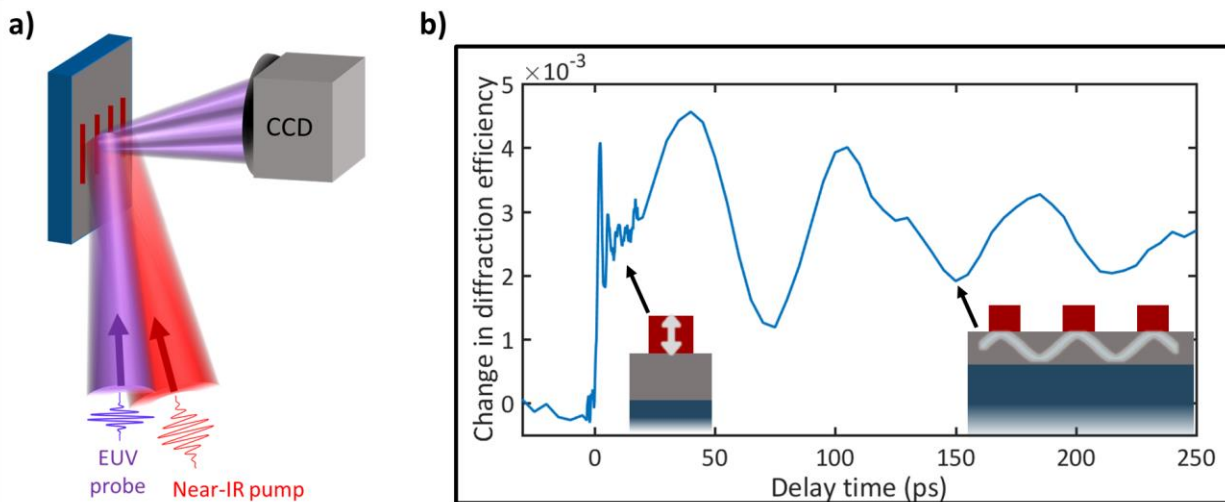 a)
CCD
EUV
probe
Near-IR pump
b)
×10⁻³
5
4
3
2
1
0
Change in diffraction efficiency
0 50 100 150 200 250
Delay time (ps)